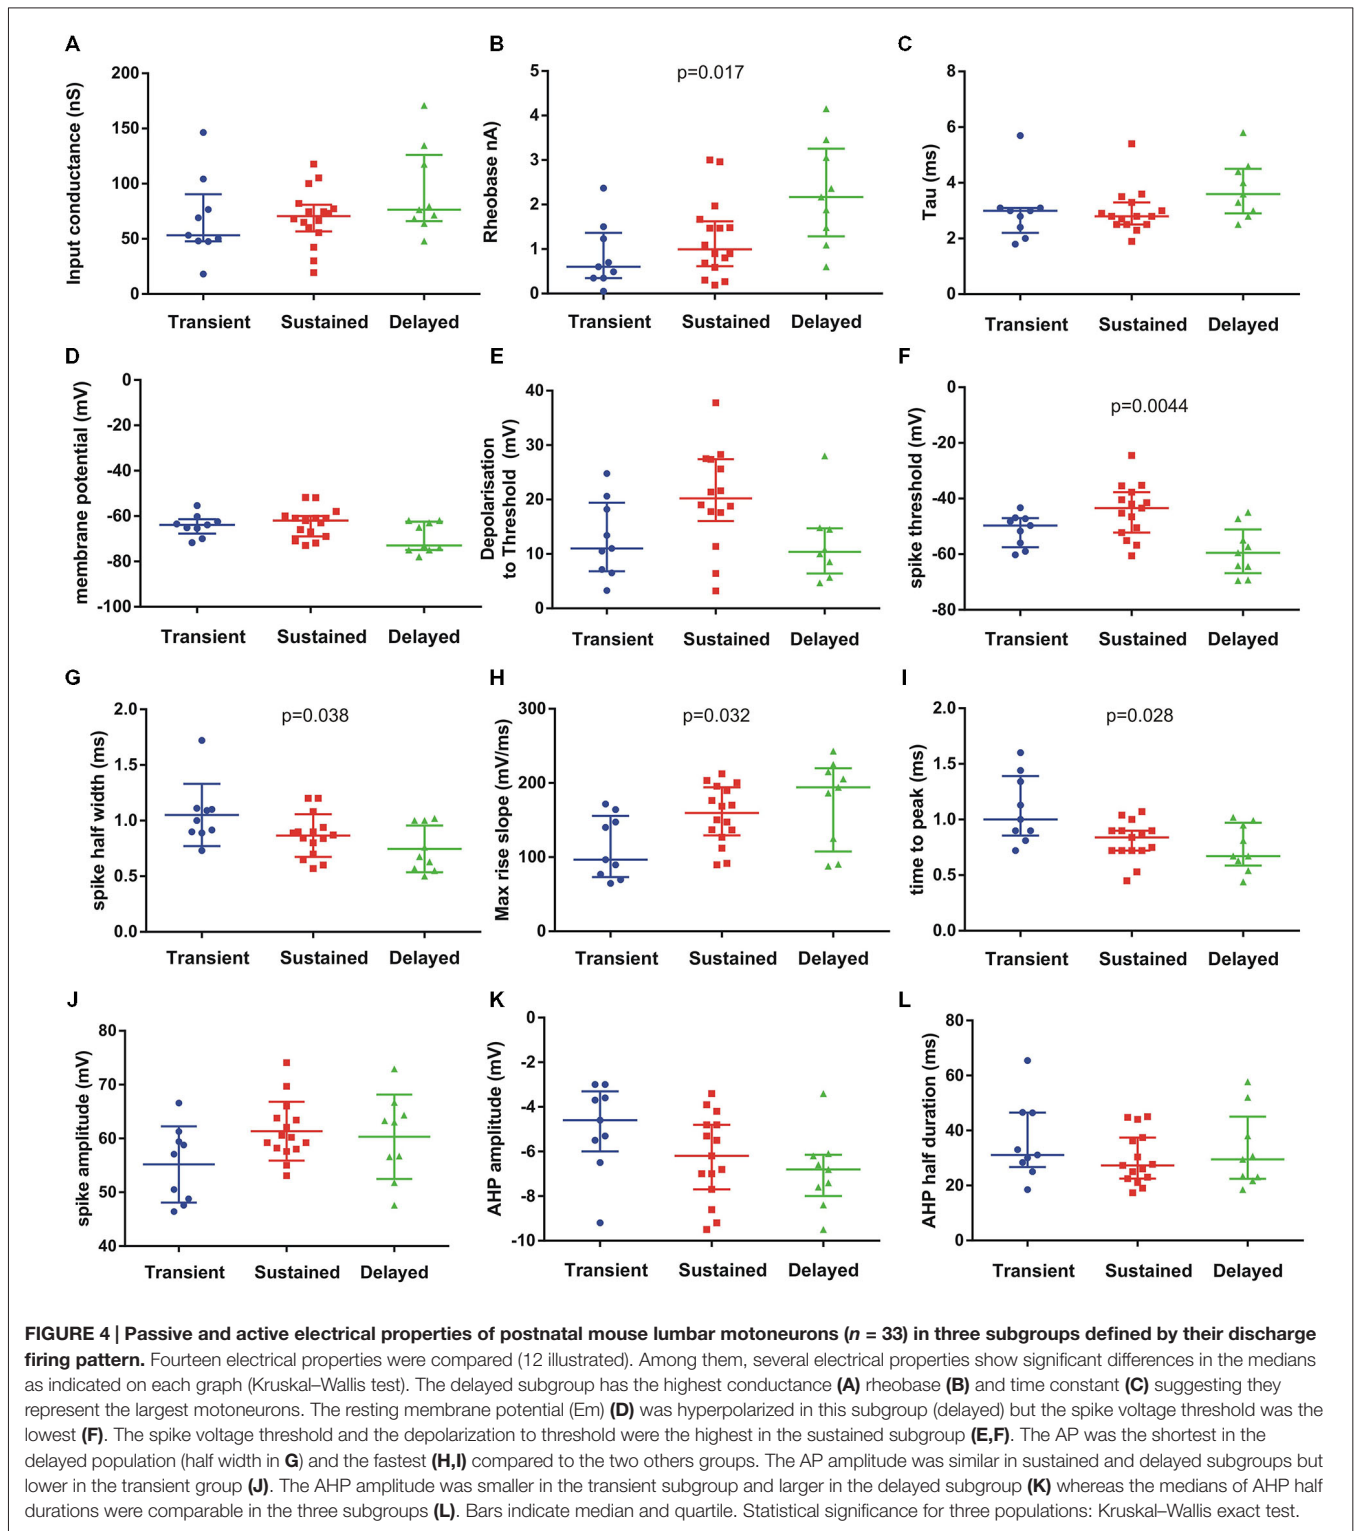 A
B
C
200
150
100
50
0
Input conductance (nS)
Transient Sustained Delayed
5
4
3
2
1
0
Rheobase nA)
p=0.017
Transient Sustained Delayed
8
6
4
2
0
Tau (ms)
Transient Sustained Delayed
D
E
F
0
-20
-40
-60
-80
-100
membrane potential (mV)
Transient Sustained Delayed
40
30
20
10
0
Depolarisation
to Threshold (mV)
Transient Sustained Delayed
0
-20
-40
-60
-80
spike threshold (mV)
p=0.0044
Transient Sustained Delayed
G
H
I
2.0
1.5
1.0
0.5
0.0
spike half width (ms)
p=0.038
Transient Sustained Delayed
300
200
100
0
Max rise slope (mV/ms)
p=0.032
Transient Sustained Delayed
2.0
1.5
1.0
0.5
0.0
time to peak (ms)
p=0.028
Transient Sustained Delayed
J
K
L
80
70
60
50
40
spike amplitude (mV)
Transient Sustained Delayed
0
-2
-4
-6
-8
-10
AHP amplitude (mV)
Transient Sustained Delayed
80
60
40
20
0
AHP half duration (ms)
Transient Sustained Delayed
FIGURE 4 | Passive and active electrical properties of postnatal mouse lumbar motoneurons (n = 33) in three subgroups defined by their discharge
firing pattern. Fourteen electrical properties were compared (12 illustrated). Among them, several electrical properties show significant differences in the medians
as indicated on each graph (Kruskal–Wallis test). The delayed subgroup has the highest conductance (A) rheobase (B) and time constant (C) suggesting they
represent the largest motoneurons. The resting membrane potential (Em) (D) was hyperpolarized in this subgroup (delayed) but the spike voltage threshold was the
lowest (F). The spike voltage threshold and the depolarization to threshold were the highest in the sustained subgroup (E,F). The AP was the shortest in the
delayed population (half width in G) and the fastest (H,I) compared to the two others groups. The AP amplitude was similar in sustained and delayed subgroups but
lower in the transient group (J). The AHP amplitude was smaller in the transient subgroup and larger in the delayed subgroup (K) whereas the medians of AHP half
durations were comparable in the three subgroups (L). Bars indicate median and quartile. Statistical significance for three populations: Kruskal–Wallis exact test.